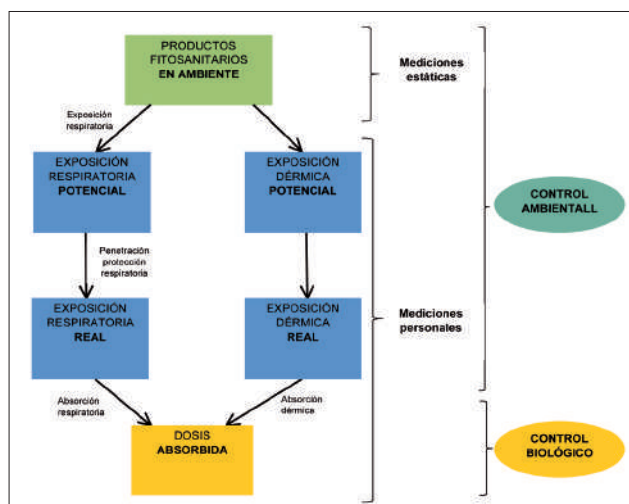 PRODUCTOS
FITOSANITARIOS
EN AMBIENTE
Mediciones
estáticas
Exposición
respiratoria
EXPOSICIÓN
RESPIRATORIA
POTENCIAL
EXPOSICIÓN
DÉRMICA
POTENCIAL
CONTROL
AMBIENTALL
Penetración
protección
respiratoria
EXPOSICIÓN
RESPIRATORIA
REAL
EXPOSICIÓN
DÉRMICA
REAL
Mediciones
personales
Absorción
respiratoria
Absorción
dérmica
DOSIS
ABSORBIDA
CONTROL
BIOLÓGICO